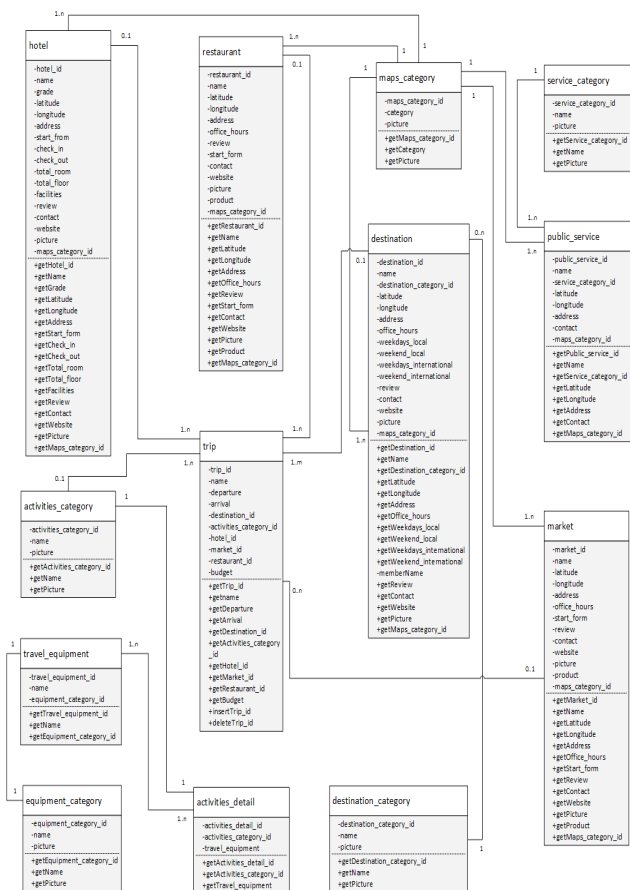 1..n
hotel
-hotel_id
-name
-grade
-latitude
-longitude
-address
-start_from
-check_in
-check_out
-total_room
-total_floor
-facilities
-review
-contact
-website
-picture
-maps_category_id
+getHotel_id
+getName
+getGrade
+getLatitude
+getLongitude
+getAddress
+getStart_form
+getCheck_in
+getCheck_out
+getTotal_room
+getTotal_floor
+getFacilities
+getReview
+getContact
+getWebsite
+getPicture
+getMaps_category_id
0..1
restaurant
-restaurant_id
-name
-latitude
-longitude
-address
-office_hours
-review
-start_form
-contact
-website
-picture
-product
-maps_category_id
+getRestaurant_id
+getName
+getLatitude
+getLongitude
+getAddress
+getOffice_hours
+getReview
+getStart_form
+getContact
+getWebsite
+getPicture
+getProduct
+getMaps_category_id
1..n
0..1
1
1
1
maps_category
-maps_category_id
-category
-picture
+getMaps_category_id
+getCategory
+getPicture
1
1
1
service_category
-service_category_id
-name
-picture
+getService_category_id
+getName
+getPicture
1..n
public_service
1..n
-public_service_id
-name
-service_category_id
-latitude
-longitude
-address
-contact
-maps_category_id
+getPublic_service_id
+getName
+getService_category_id
+getLatitude
+getLongitude
+getAddress
+getContact
+getMaps_category_id
destination
0..n
0..1
1..n
-destination_id
-name
-destination_category_id
-latitude
-longitude
-address
-office_hours
-weekdays_local
-weekend_local
-weekdays_international
-weekend_international
-review
-contact
-website
-picture
-maps_category_id
+getDestination_id
+getName
+getDestination_category_id
+getLatitude
+getLongitude
+getAddress
+getOffice_hours
+getWeekdays_local
+getWeekend_local
+getWeekdays_international
+getWeekend_international
-memberName
+getReview
+getContact
+getWebsite
+getPicture
+getMaps_category_id
1..n
1..n
1..n
1..m
trip
-trip_id
-name
-departure
-arrival
-destination_id
-activities_category_id
-hotel_id
-market_id
-restaurant_id
-budget
+getTrip_id
+getname
+getDeparture
+getArrival
+getDestination_id
+getActivities_category
_id
+getHotel_id
+getMarket_id
+getRestaurant_id
+getBudget
+insertTrip_id
+deleteTrip_id
0..n
0..1
activities_category
1
-activities_category_id
-name
-picture
+getActivities_category_id
+getName
+getPicture
1..n
market
0..1
-market_id
-name
-latitude
-longitude
-address
-office_hours
-start_form
-review
-contact
-website
-picture
-product
-maps_category_id
+getMarket_id
+getName
+getLatitude
+getLongitude
+getAddress
+getOffice_hours
+getStart_form
+getReview
+getContact
+getWebsite
+getPicture
+getProduct
+getMaps_category_id
1
travel_equipment
1..n
-travel_equipment_id
-name
-equipment_category_id
+getTravel_equipment_id
+getName
+getEquipment_category_id
1
equipment_category
-equipment_category_id
-name
-picture
+getEquipment_category_id
+getName
+getPicture
1
1..n
activities_detail
-activities_detail_id
-activities_category_id
-travel_equipment
+getActivities_detail_id
+getActivities_category_id
+getTravel_equipment
destination_category
-destination_category_id
-name
-picture
+getDestination_category_id
+getName
+getPicture
1